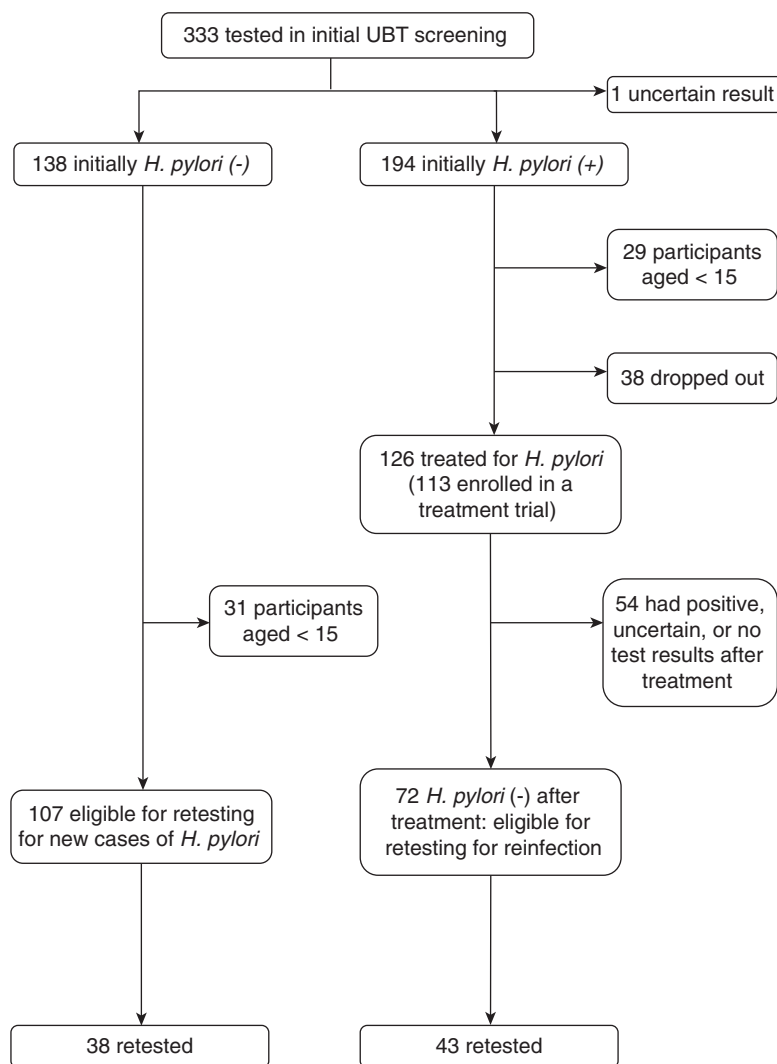 333 tested in initial UBT screening
1 uncertain result
138 initially H. pylori (-)
194 initially H. pylori (+)
29 participants
aged < 15
38 dropped out
126 treated for H. pylori
(113 enrolled in a
treatment trial)
31 participants
aged < 15
54 had positive,
uncertain, or no
test results after
treatment
107 eligible for retesting
for new cases of H. pylori
72 H. pylori (-) after
treatment: eligible for
retesting for reinfection
38 retested
43 retested